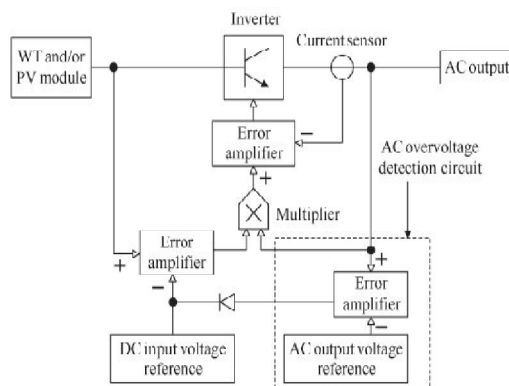 Inverter
Current sensor
WT and/or
PV module
AC output
Error
amplifier
−
+
AC overvoltage
detection circuit
Multiplier
Error
amplifier
+
−
+
Error
amplifier
−
DC input voltage
reference
AC output voltage
reference